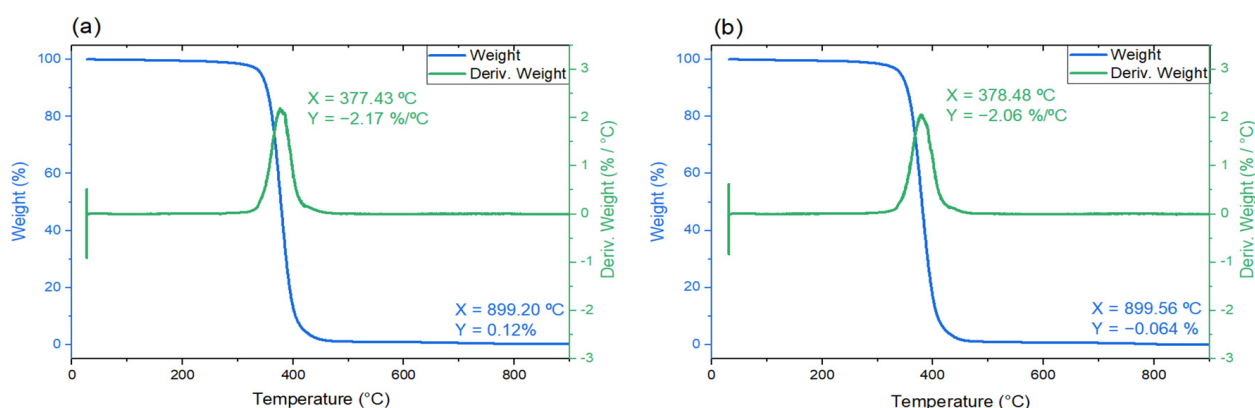 (a)
Weight
Deriv. Weight
X = 377.43 ºC
Y = −2.17 %/ºC
X = 899.20 ºC
Y = 0.12%
100
80
60
40
20
0
Weight (%)
3
2
1
0
-1
-2
-3
Deriv. Weight (% / °C)
0
200
400
600
800
Temperature (°C)
(b)
Weight
Deriv. Weight
X = 378.48 ºC
Y = −2.06 %/ºC
X = 899.56 ºC
Y = −0.064 %
100
80
60
40
20
0
Weight (%)
3
2
1
0
-1
-2
-3
Deriv. Weight (% / °C)
0
200
400
600
800
Temperature (°C)